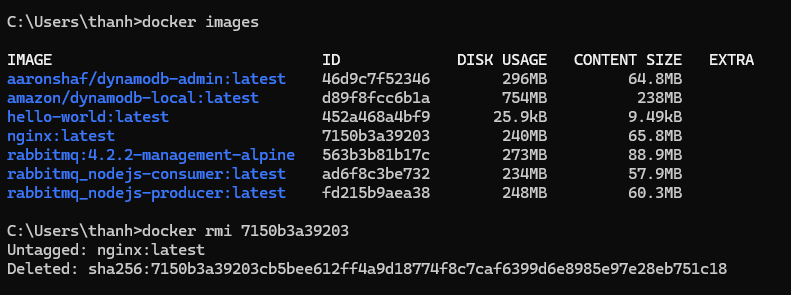 C:\Users\thanh>docker images
IMAGE ID DISK USAGE CONTENT SIZE EXTRA
aaronshaf/dynamodb-admin:latest 46d9c7f52346 296MB 64.8MB
amazon/dynamodb-local:latest d89f8fcc6b1a 754MB 238MB
hello-world:latest 452a468a4bf9 25.9kB 9.49kB
nginx:latest 7150b3a39203 240MB 65.8MB
rabbitmq:4.2.2-management-alpine 563b3b81b17c 273MB 88.9MB
rabbitmq_nodejs-consumer:latest ad6f8c3be732 234MB 57.9MB
rabbitmq_nodejs-producer:latest fd215b9aea38 248MB 60.3MB
C:\Users\thanh>docker rmi 7150b3a39203
Untagged: nginx:latest
Deleted: sha256:7150b3a39203cb5bee612ff4a9d18774f8c7caf6399d6e8985e97e28eb751c18